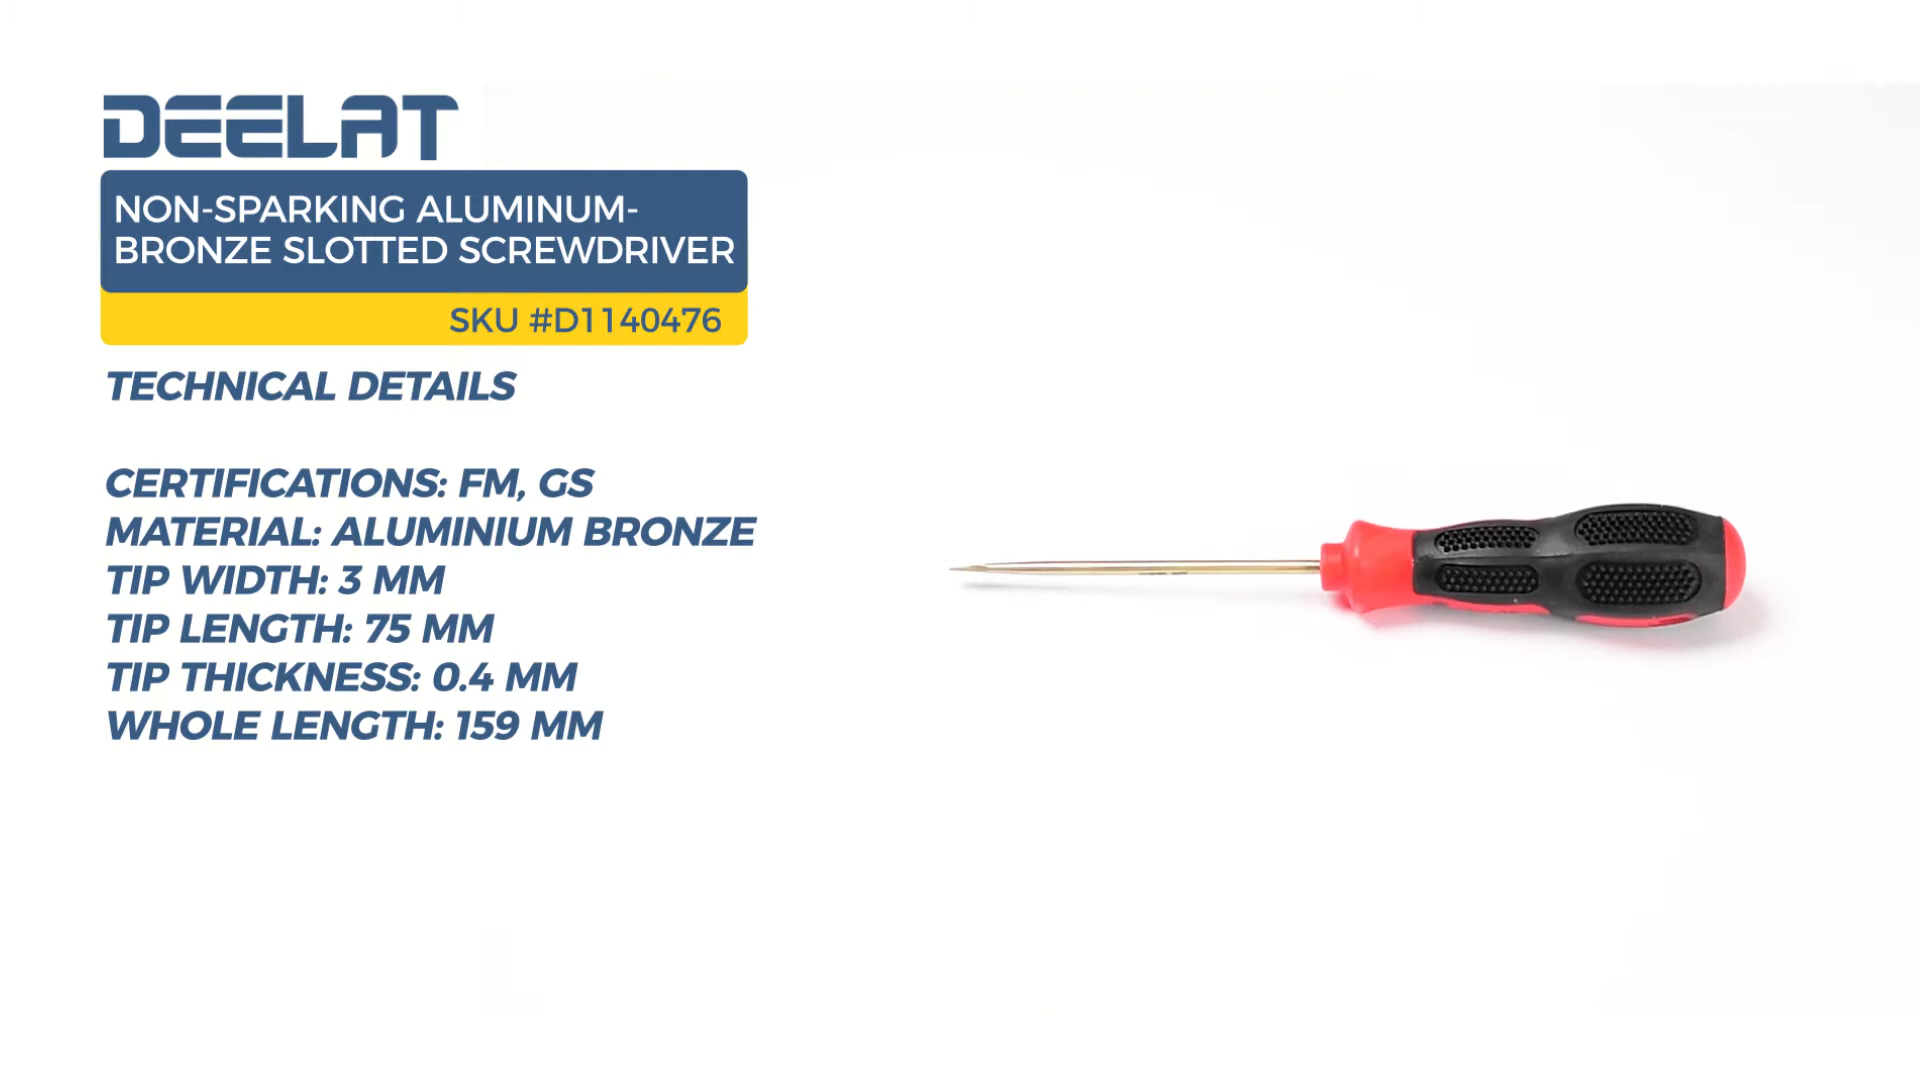 DEELAT
NON-SPARKING ALUMINUM-
BRONZE SLOTTED SCREWDRIVER
SKU #D1140476
TECHNICAL DETAILS
CERTIFICATIONS: FM, GS
MATERIAL: ALUMINIUM BRONZE
TIP WIDTH: 3 MM
TIP LENGTH: 75 MM
TIP THICKNESS: 0.4 MM
WHOLE LENGTH: 159 MM